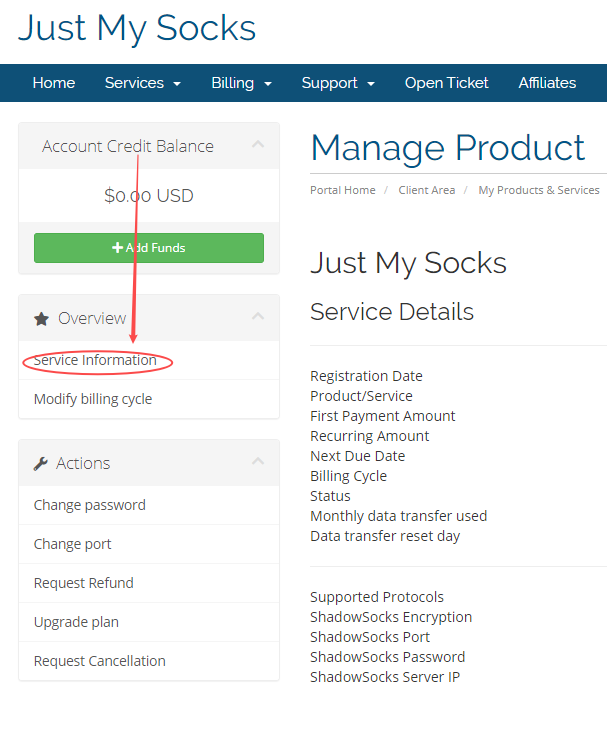 Just My Socks
Home Services Billing Support Open Ticket Affiliates
Account Credit Balance
$0.00 USD
Add Funds
Overview
Service Information
Modify billing cycle
Actions
Change password
Change port
Request Refund
Upgrade plan
Request Cancellation
Manage Product
Portal Home / Client Area / My Products & Services
Just My Socks
Service Details
Registration Date
Product/Service
First Payment Amount
Recurring Amount
Next Due Date
Billing Cycle
Status
Monthly data transfer used
Data transfer reset day
Supported Protocols
ShadowSocks Encryption
ShadowSocks Port
ShadowSocks Password
ShadowSocks Server IP